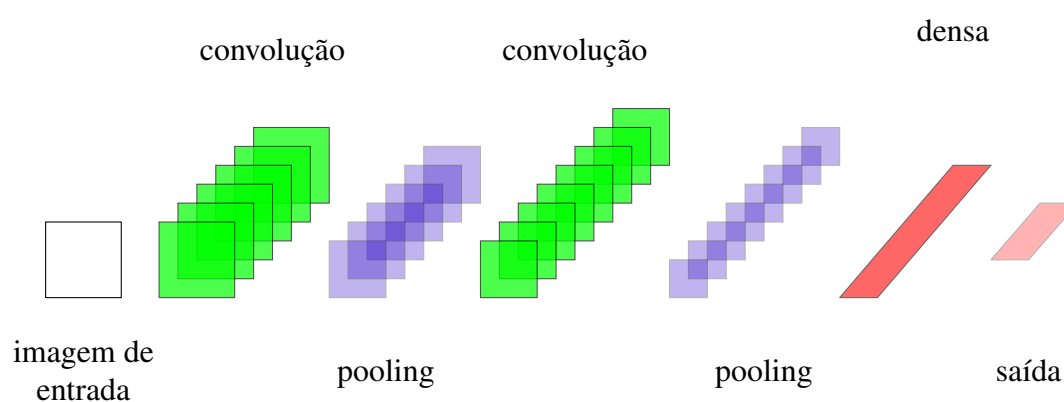 convolução
convolução
densa
imagem de
entrada
pooling
pooling
saída